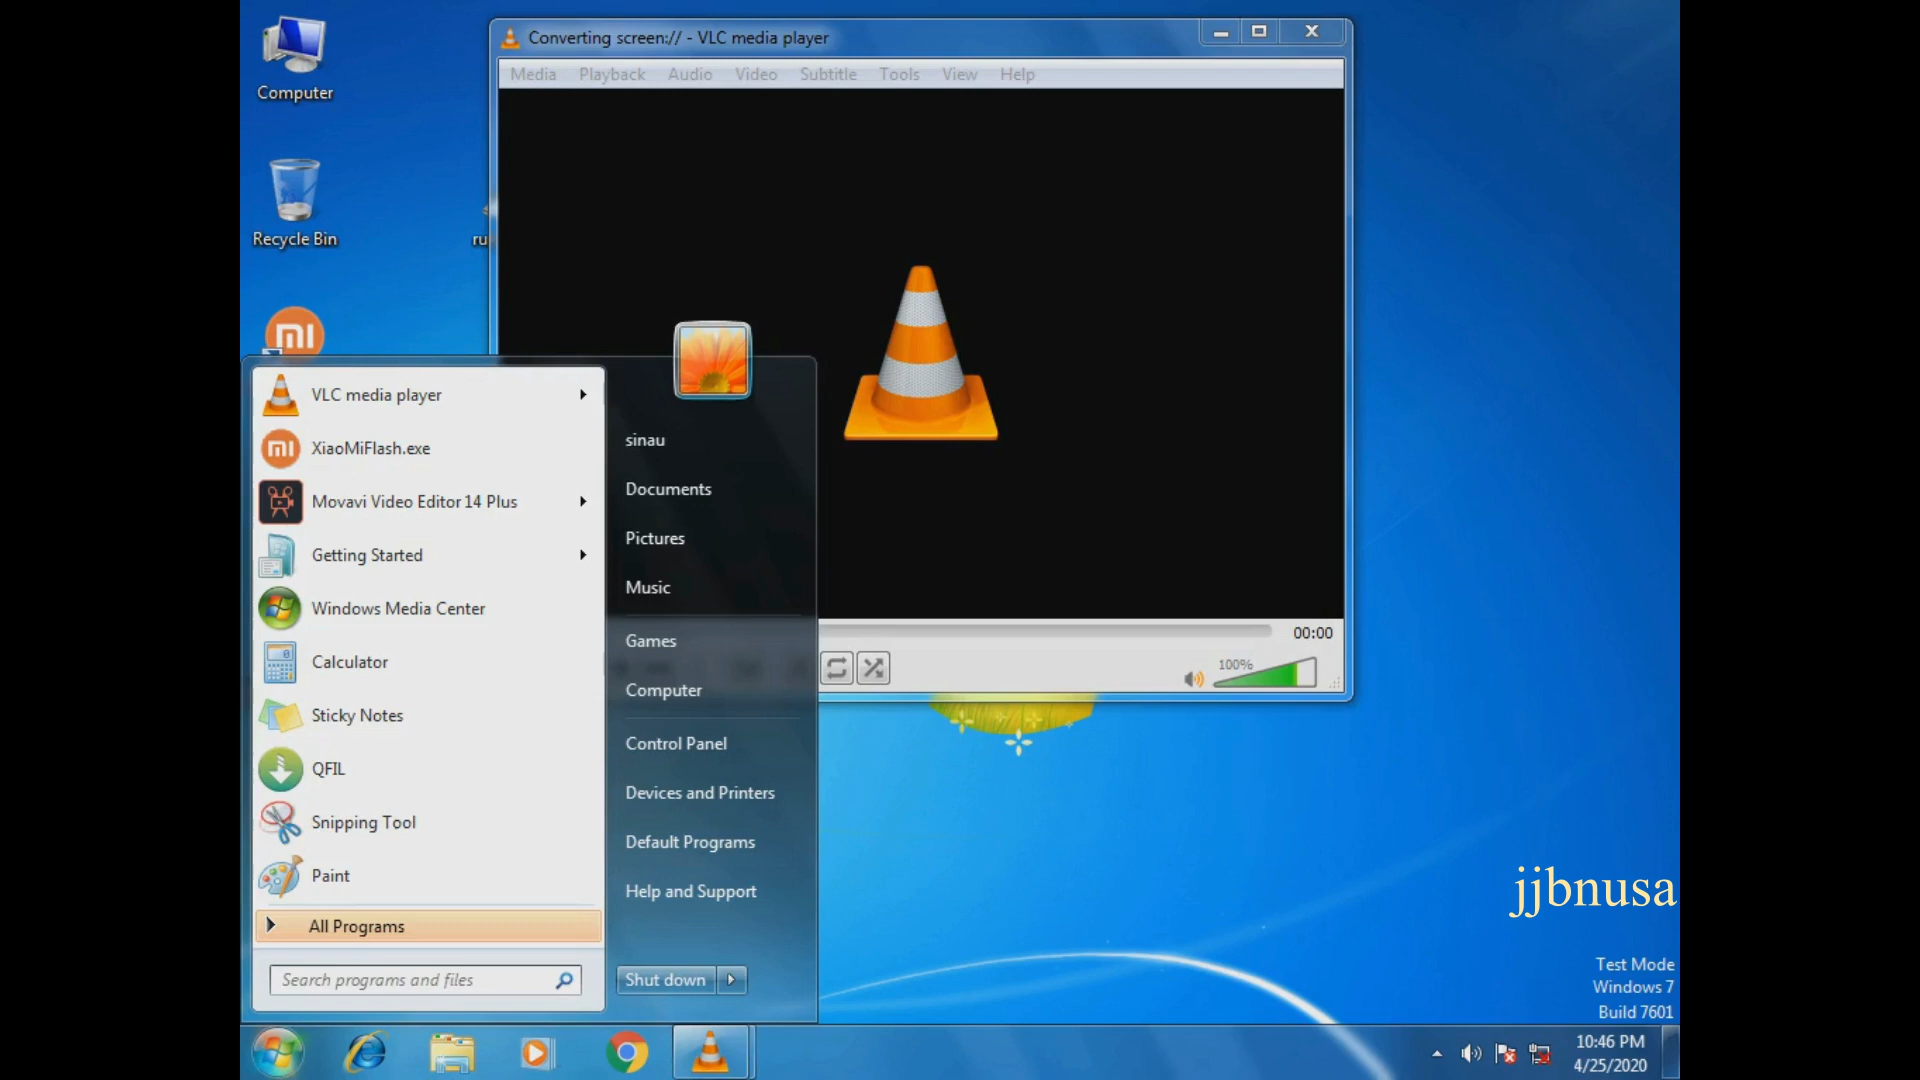 Computer
Recycle Bin
ru
Converting screen:// - VLC media player
Media Playback Audio Video Subtitle Tools View Help
00:00
100%
VLC media player
XiaoMiFlash.exe
Movavi Video Editor 14 Plus
Getting Started
Windows Media Center
Calculator
Sticky Notes
QFIL
Snipping Tool
Paint
All Programs
Search programs and files
sinau
Documents
Pictures
Music
Games
Computer
Control Panel
Devices and Printers
Default Programs
Help and Support
Shut down
jjbnusa
Test Mode
Windows 7
Build 7601
10:46 PM
4/25/2020